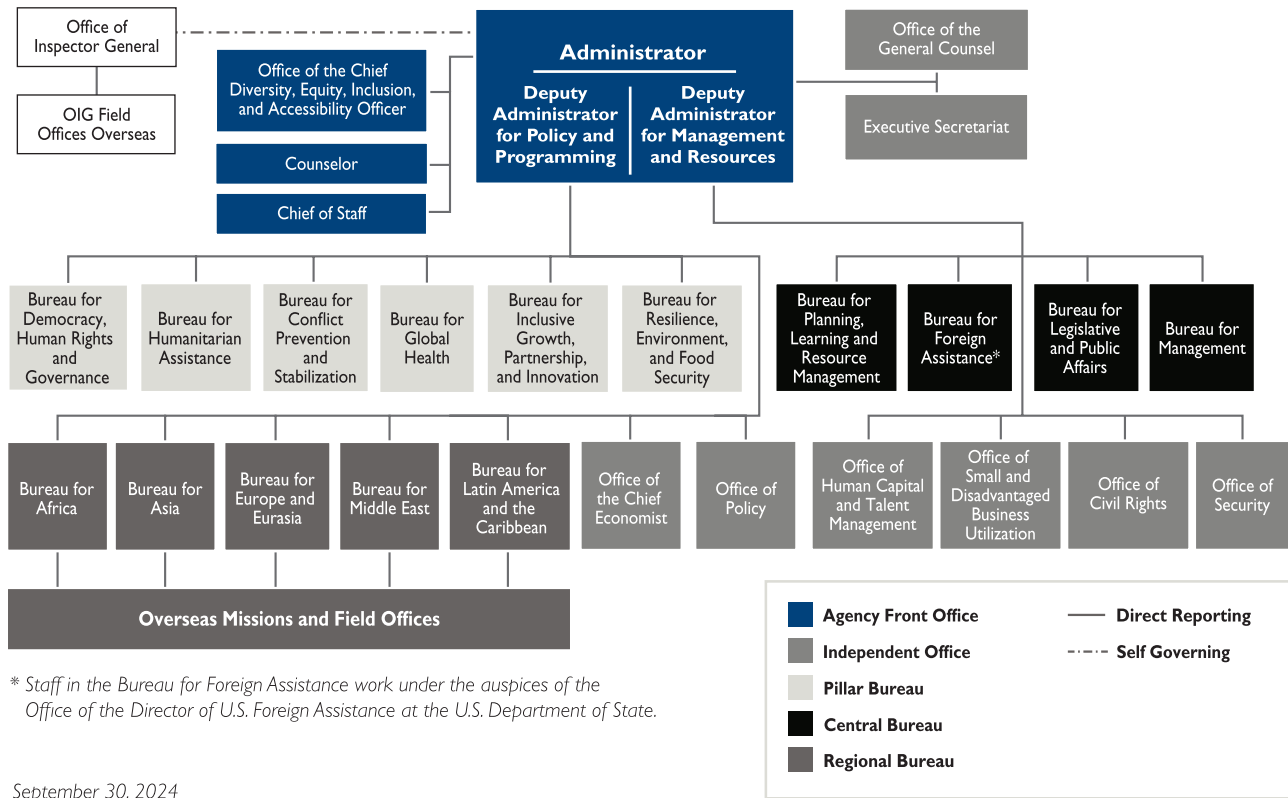 Office of
Inspector General
OIG Field
Offices Overseas
Office of the Chief
Diversity, Equity, Inclusion,
and Accessibility Officer
Counselor
Chief of Staff
Administrator
Deputy
Administrator
for Policy and
Programming
Deputy
Administrator
for Management
and Resources
Office of the
General Counsel
Executive Secretariat
Bureau for
Democracy,
Human Rights
and
Governance
Bureau for
Humanitarian
Assistance
Bureau for
Conflict
Prevention
and
Stabilization
Bureau for
Global
Health
Bureau for
Inclusive
Growth,
Partnership,
and Innovation
Bureau for
Resilience,
Environment,
and Food
Security
Bureau for
Planning,
Learning and
Resource
Management
Bureau for
Foreign
Assistance*
Bureau for
Legislative
and Public
Affairs
Bureau for
Management
Bureau for
Africa
Bureau for
Asia
Bureau for
Europe and
Eurasia
Bureau for
Middle East
Bureau for
Latin America
and the
Caribbean
Office of
the Chief
Economist
Office of
Policy
Office of
Human Capital
and Talent
Management
Office of
Small and
Disadvantaged
Business
Utilization
Office of
Civil Rights
Office of
Security
Overseas Missions and Field Offices
* Staff in the Bureau for Foreign Assistance work under the auspices of the
Office of the Director of U.S. Foreign Assistance at the U.S. Department of State.
September 30, 2024
Agency Front Office
Independent Office
Pillar Bureau
Central Bureau
Regional Bureau
Direct Reporting
Self Governing